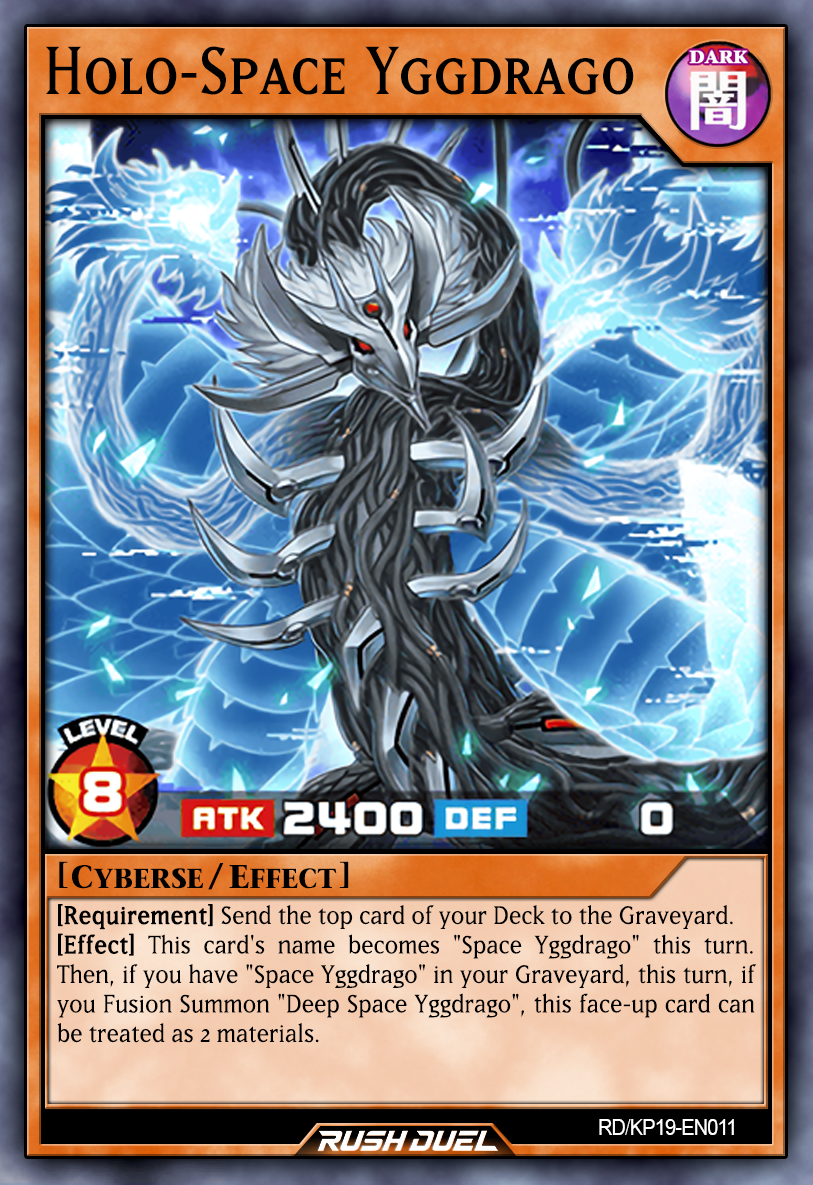 Holo-Space Yggdrago
DARK
闇
LEVEL
8
ATK 2400 DEF 0
[Cyberse / Effect]
[Requirement] Send the top card of your Deck to the Graveyard.
[Effect] This card's name becomes "Space Yggdrago" this turn.
Then, if you have "Space Yggdrago" in your Graveyard, this turn, if
you Fusion Summon "Deep Space Yggdrago", this face-up card can
be treated as 2 materials.
RD/KP19-EN011
RUSH DUEL